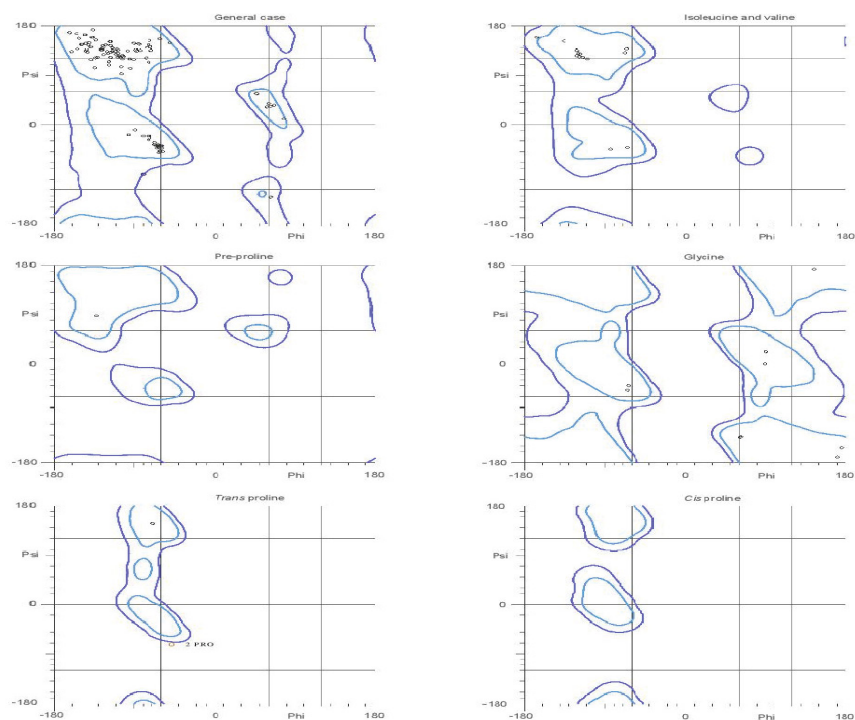 General case
180
Psi
0
-180
-180 0 Phi 180
Isoleucine and valine
180
Psi
0
-180
-180 0 Phi 180
Pre-proline
180
Psi
0
-180
-180 0 Phi 180
Glycine
180
Psi
0
-180
-180 0 Phi 180
Trans proline
180
Psi
0
2 PRO
-180
-180 0 Phi 180
Cis proline
180
Psi
0
-180
-180 0 Phi 180